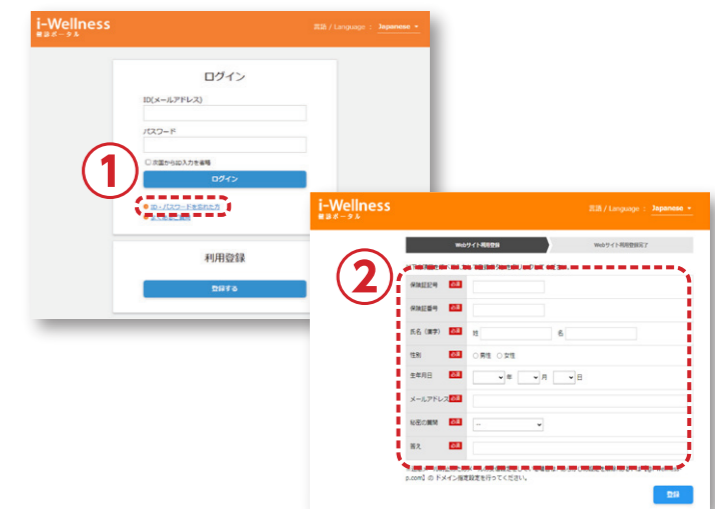 i-Wellness
健診ポータル
言語 / Language : Japanese
ログイン
ID(メールアドレス)
パスワード
次回からID入力を省略
ログイン
①
ID・パスワードを忘れた方
利用登録
登録する
i-Wellness
健診ポータル
言語 / Language : Japanese
Webサイト利用登録
Webサイト利用登録完了
②
保険証記号 必須
保険証番号 必須
氏名（漢字） 必須 姓 名
性別 必須 男性 女性
生年月日 必須 年 月 日
メールアドレス 必須
秘密の質問 必須 --
答え 必須
p.com】の ドメイン指定設定を行ってください。
登録